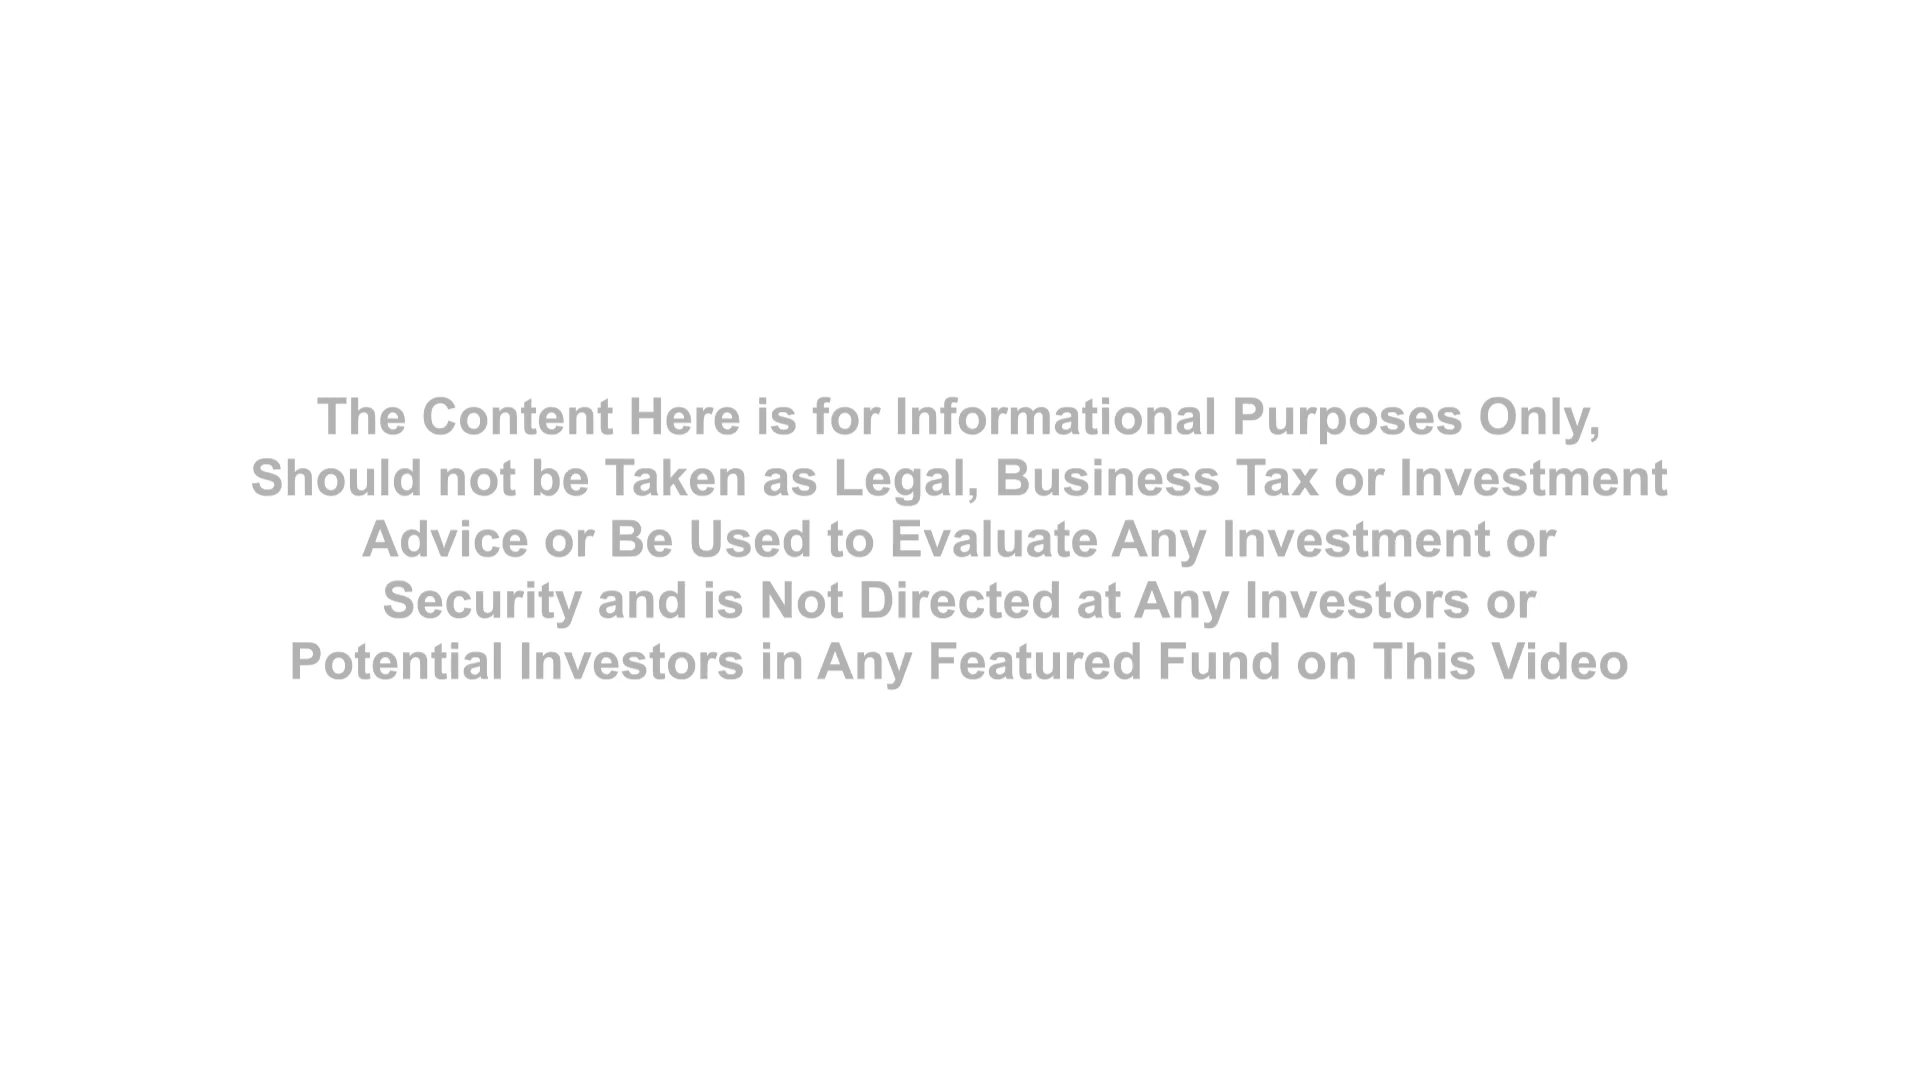 The Content Here is for Informational Purposes Only,
Should not be Taken as Legal, Business Tax or Investment
Advice or Be Used to Evaluate Any Investment or
Security and is Not Directed at Any Investors or
Potential Investors in Any Featured Fund on This Video